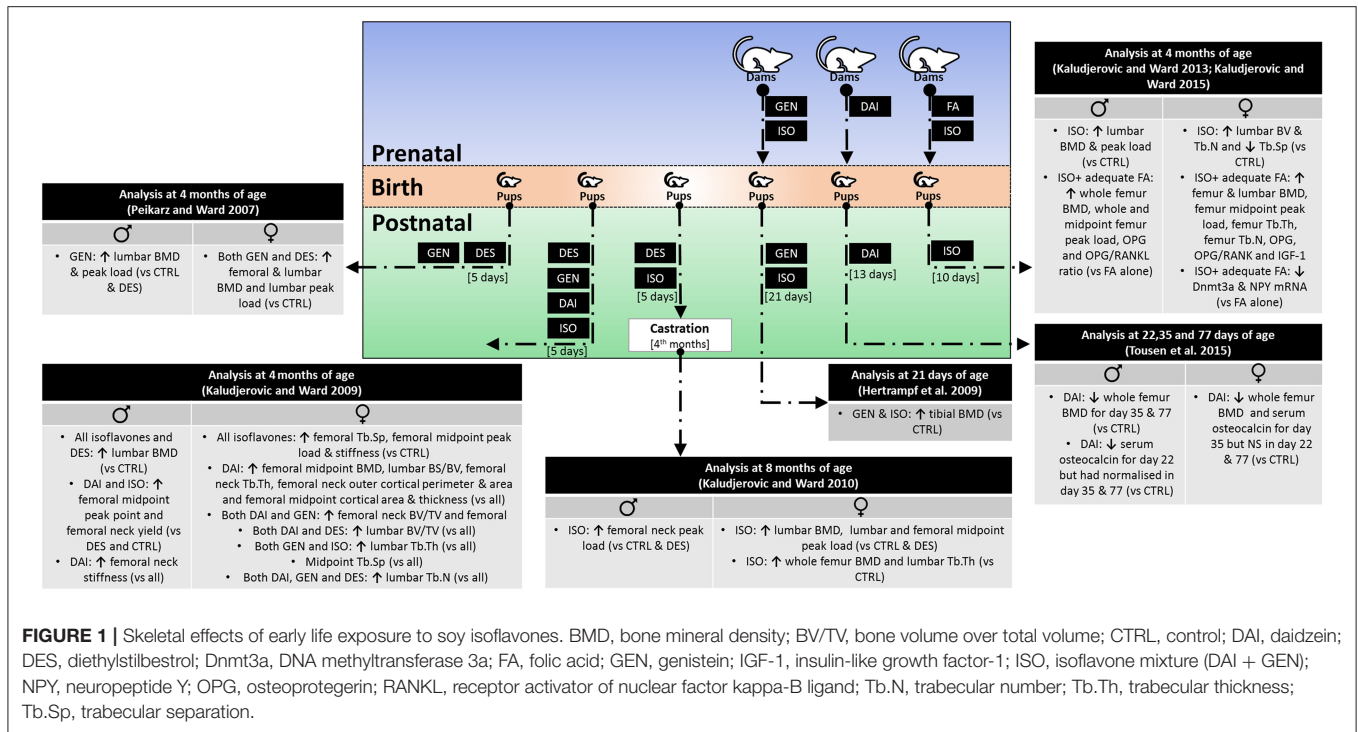 Dams
Dams
Dams
GEN
ISO
DAI
FA
ISO
Prenatal
Birth
Pups
Pups
Pups
Pups
Pups
Pups
Postnatal
GEN
DES
[5 days]
DES
GEN
DAI
ISO
[5 days]
DES
ISO
[5 days]
Castration
[4th months]
GEN
ISO
[21 days]
DAI
[13 days]
ISO
[10 days]
Analysis at 4 months of age
(Peikarz and Ward 2007)
♂
♀
• GEN: ↑ lumbar BMD
& peak load (vs CTRL
& DES)
• Both GEN and DES: ↑
femoral & lumbar
BMD and lumbar peak
load (vs CTRL)
Analysis at 4 months of age
(Kaludjerovic and Ward 2009)
♂
♀
• All isoflavones and
DES: ↑ lumbar BMD
(vs CTRL)
• DAI and ISO: ↑
femoral midpoint
peak point and
femoral neck yield (vs
DES and CTRL)
• DAI: ↑ femoral neck
stiffness (vs all)
• All isoflavones: ↑ femoral Tb.Sp, femoral midpoint peak
load & stiffness (vs CTRL)
• DAI: ↑ femoral midpoint BMD, lumbar BS/BV, femoral
neck Tb.Th, femoral neck outer cortical perimeter & area
and femoral midpoint cortical area & thickness (vs all)
• Both DAI and GEN: ↑ femoral neck BV/TV and femoral
• Both DAI and DES: ↑ lumbar BV/TV (vs all)
• Both GEN and ISO: ↑ lumbar Tb.Th (vs all)
• Midpoint Tb.Sp (vs all)
• Both DAI, GEN and DES: ↑ lumbar Tb.N (vs all)
Analysis at 8 months of age
(Kaludjerovic and Ward 2010)
♂
♀
• ISO: ↑ femoral neck peak
load (vs CTRL & DES)
• ISO: ↑ lumbar BMD, lumbar and femoral midpoint
peak load (vs CTRL & DES)
• ISO: ↑ whole femur BMD and lumbar Tb.Th (vs
CTRL)
Analysis at 21 days of age
(Hertrampf et al. 2009)
• GEN & ISO: ↑ tibial BMD (vs
CTRL)
Analysis at 4 months of age
(Kaludjerovic and Ward 2013; Kaludjerovic and
Ward 2015)
♂
♀
• ISO: ↑ lumbar
BMD & peak load
(vs CTRL)
• ISO+ adequate FA:
↑ whole femur
BMD, whole and
midpoint femur
peak load, OPG
and OPG/RANKL
ratio (vs FA alone)
• ISO: ↑ lumbar BV &
Tb.N and ↓ Tb.Sp (vs
CTRL)
• ISO+ adequate FA: ↑
femur & lumbar BMD,
femur midpoint peak
load, femur Tb.Th,
femur Tb.N, OPG,
OPG/RANK and IGF-1
• ISO+ adequate FA: ↓
Dnmt3a & NPY mRNA
(vs FA alone)
Analysis at 22,35 and 77 days of age
(Tousen et al. 2015)
♂
♀
• DAI: ↓ whole femur
BMD for day 35 & 77
(vs CTRL)
• DAI: ↓ serum
osteocalcin for day 22
but had normalised in
day 35 & 77 (vs CTRL)
• DAI: ↓ whole femur
BMD and serum
osteocalcin for day
35 but NS in day 22
& 77 (vs CTRL)
FIGURE 1 | Skeletal effects of early life exposure to soy isoflavones. BMD, bone mineral density; BV/TV, bone volume over total volume; CTRL, control; DAI, daidzein;
DES, diethylstilbestrol; Dnmt3a, DNA methyltransferase 3a; FA, folic acid; GEN, genistein; IGF-1, insulin-like growth factor-1; ISO, isoflavone mixture (DAI + GEN);
NPY, neuropeptide Y; OPG, osteoprotegerin; RANKL, receptor activator of nuclear factor kappa-B ligand; Tb.N, trabecular number; Tb.Th, trabecular thickness;
Tb.Sp, trabecular separation.